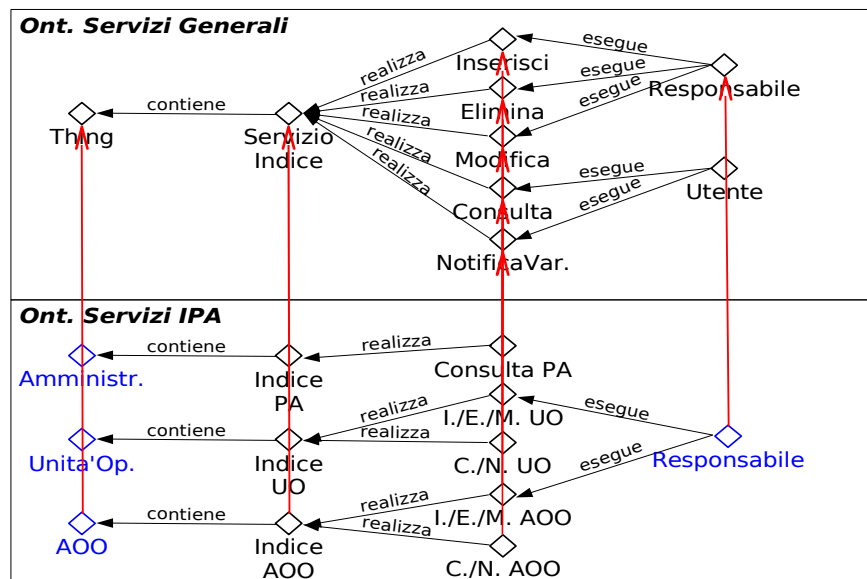 Ont. Servizi Generali
realizza
esegue
Inserisci
esegue
Responsabile
realizza
contiene
Elimina
esegue
Thing
Servizio
Indice
realizza
Modifica
realizza
esegue
Consulta
Utente
realizza
esegue
NotificaVar.
Ont. Servizi IPA
contiene
realizza
Amministr.
Indice
PA
Consulta PA
realizza
I./E./M. UO
esegue
contiene
realizza
Unita'Op.
Indice
UO
C./N. UO
esegue
Responsabile
contiene
realizza
I./E./M. AOO
AOO
Indice
AOO
realizza
C./N. AOO